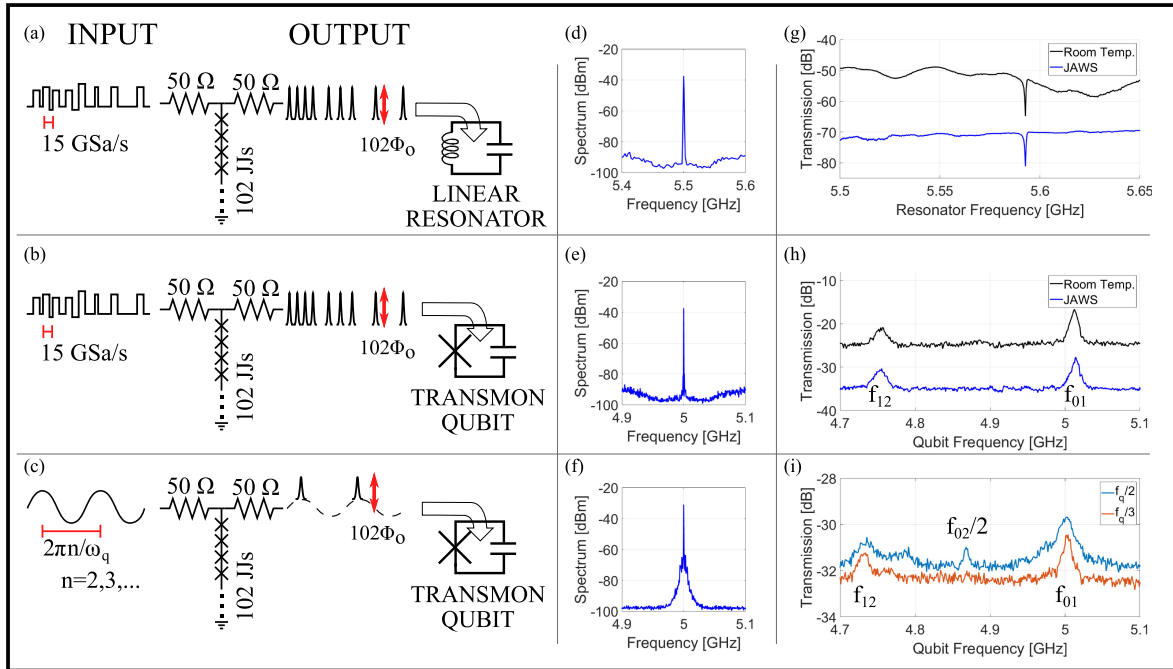 (a) INPUT OUTPUT
50 Ω 50 Ω
15 GSa/s
102 JJs
102Φo
LINEAR
RESONATOR
(b)
50 Ω 50 Ω
15 GSa/s
102 JJs
102Φo
TRANSMON
QUBIT
(c)
50 Ω 50 Ω
2πn/ωq
n=2,3,...
102 JJs
102Φo
TRANSMON
QUBIT
(d)
Spectrum [dBm]
-20
-40
-60
-80
-100
5.4 5.5 5.6
Frequency [GHz]
(e)
Spectrum [dBm]
-20
-40
-60
-80
-100
4.9 5 5.1
Frequency [GHz]
(f)
Spectrum [dBm]
-20
-40
-60
-80
-100
4.9 5 5.1
Frequency [GHz]
(g)
Transmission [dB]
-40
-50
-60
-70
-80
Room Temp.
JAWS
5.5 5.55 5.6 5.65
Resonator Frequency [GHz]
(h)
Transmission [dB]
-10
-20
-30
-40
Room Temp.
JAWS
f12 f01
4.7 4.8 4.9 5 5.1
Qubit Frequency [GHz]
(i)
Transmission [dB]
-28
-30
-32
-34
fq/2
fq/3
f02/2
f12 f01
4.7 4.8 4.9 5 5.1
Qubit Frequency [GHz]